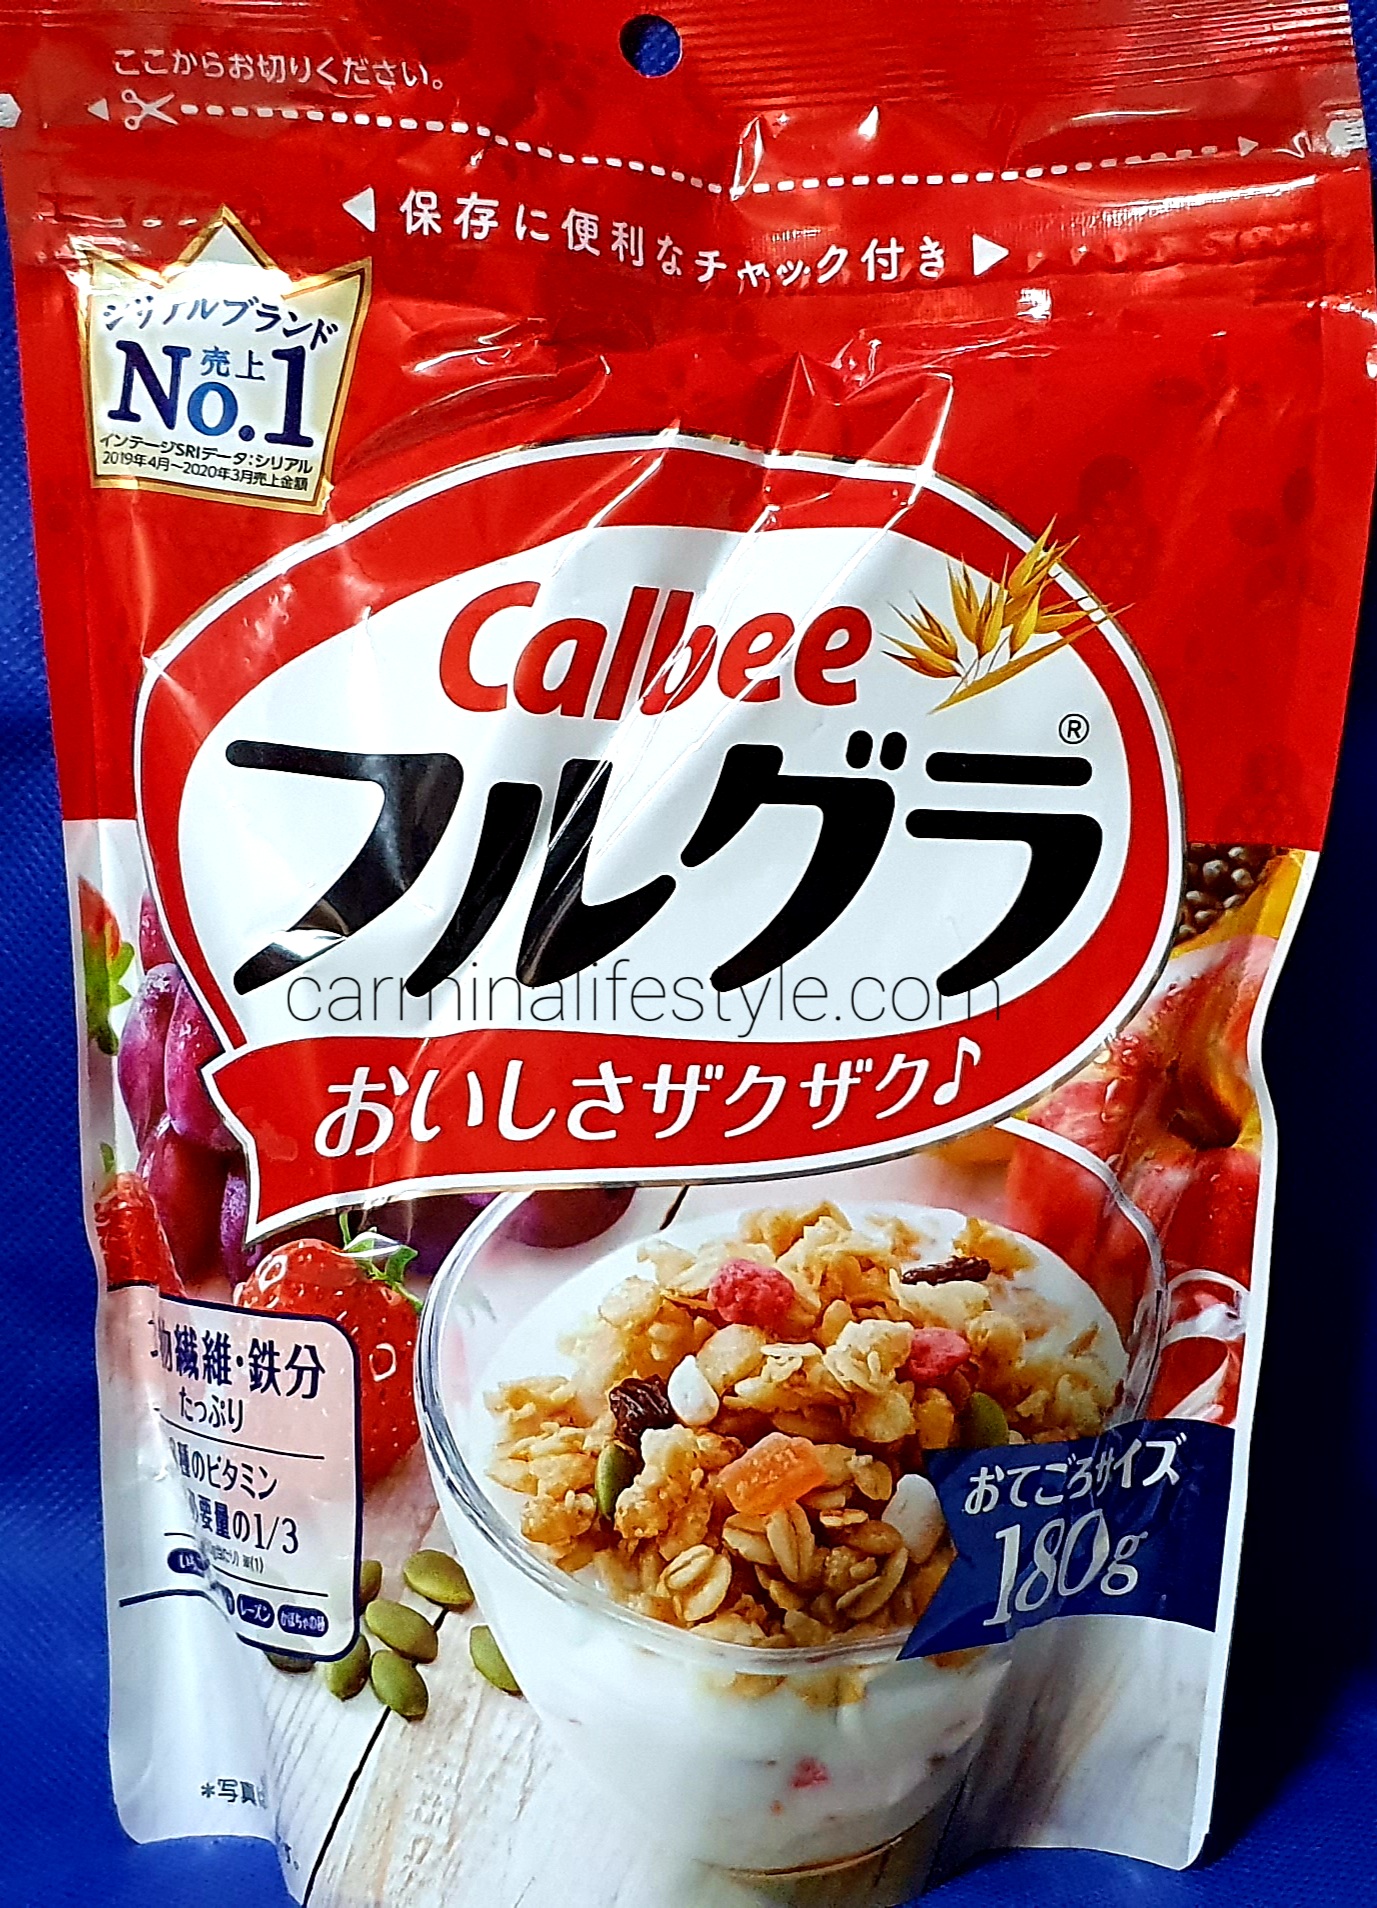 ここからお切りください。
保存に便利なチャック付き
シリアルブランド
売上
No.1
インテージSRIデータ:シリアル
2019年4月~2020年3月売上金額
Calbee
フルグラ®
carminalifestyle.com
おいしさザクザク♪
物繊維・鉄分
たっぷり
種のビタミン
要量の1/3
レーズン かぼちゃの種
おてごろサイズ
180g
*写真